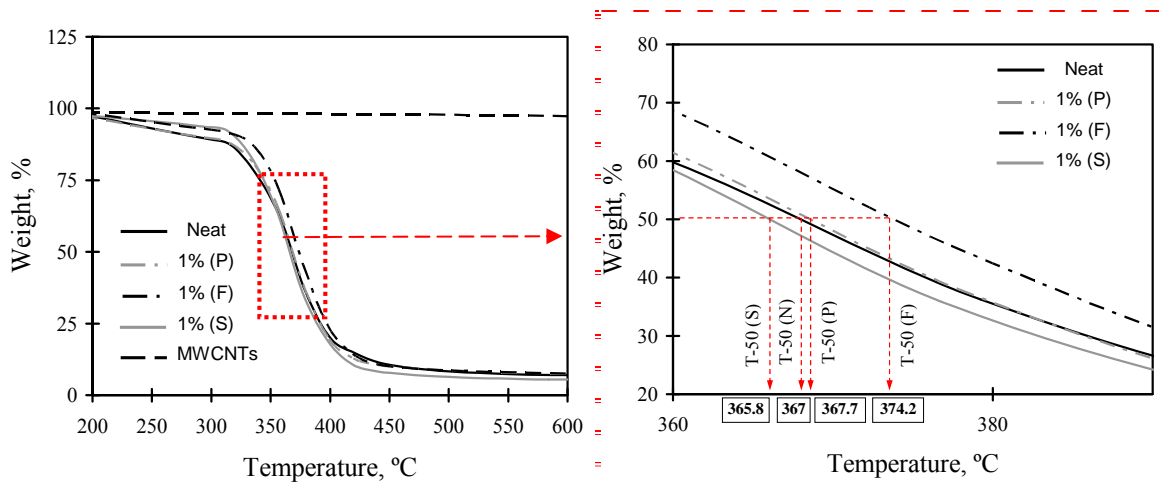 125
100
75
50
25
0
Weight, %
Neat
1% (P)
1% (F)
1% (S)
MWCNTs
200 250 300 350 400 450 500 550 600
Temperature, ºC
80
70
60
50
40
30
20
Weight, %
Neat
1% (P)
1% (F)
1% (S)
T-50 (S)
T-50 (N)
T-50 (P)
T-50 (F)
365.8 367 367.7 374.2
360 380
Temperature, ºC